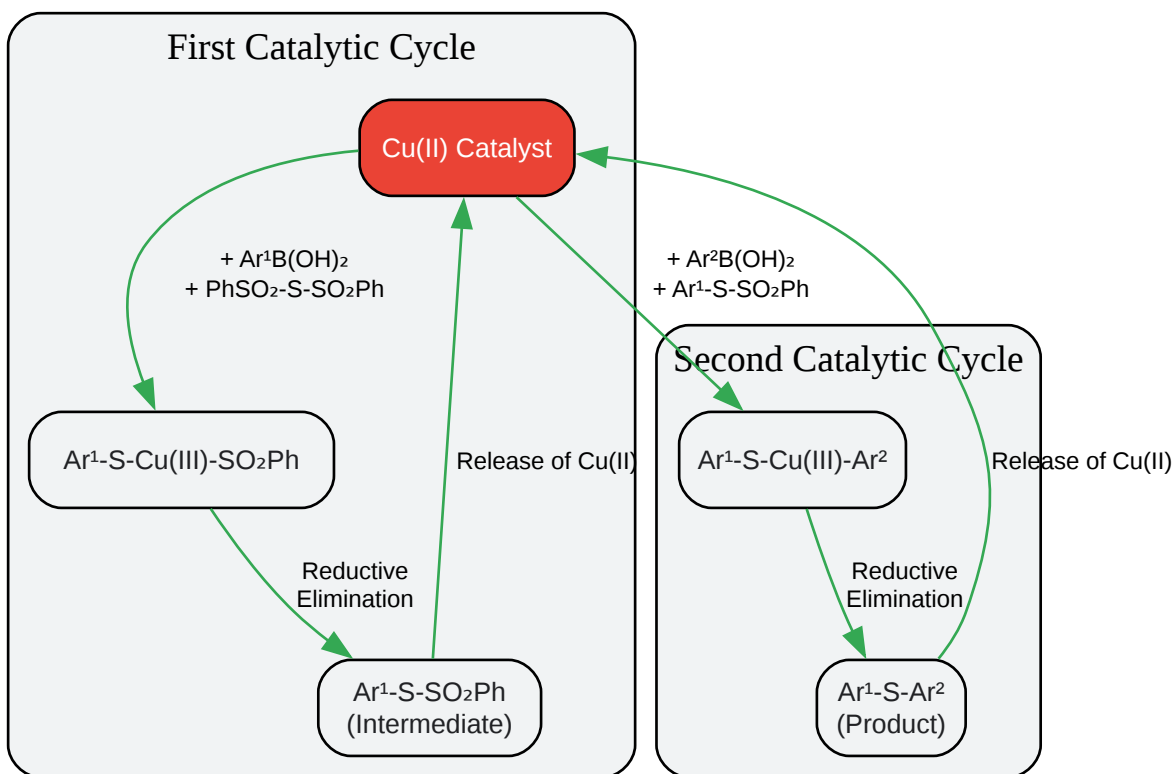 First Catalytic Cycle
Cu(II) Catalyst
+ Ar¹B(OH)₂
+ PhSO₂-S-SO₂Ph
+ Ar²B(OH)₂
+ Ar¹-S-SO₂Ph
Second Catalytic Cycle
Ar¹-S-Cu(III)-SO₂Ph
Release of Cu(II)
Ar¹-S-Cu(III)-Ar²
Release of Cu(II)
Reductive
Elimination
Reductive
Elimination
Ar¹-S-SO₂Ph
(Intermediate)
Ar¹-S-Ar²
(Product)